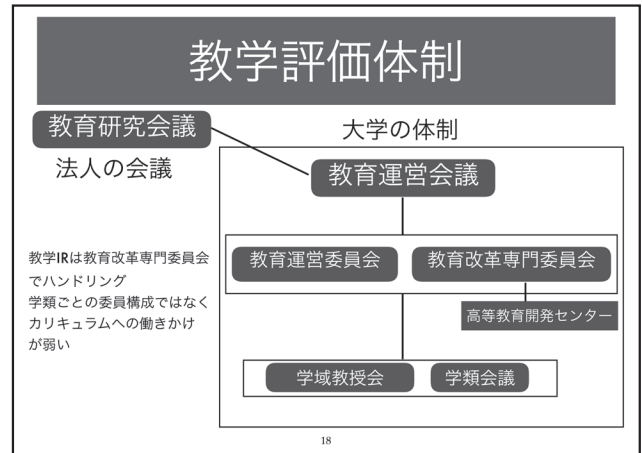 教学評価体制
教育研究会議
法人の会議
大学の体制
教育運営会議
教学IRは教育改革専門委員会
でハンドリング
学類ごとの委員構成ではなく
カリキュラムへの働きかけ
が弱い
教育運営委員会
教育改革専門委員会
高等教育開発センター
学域教授会
学類会議
18